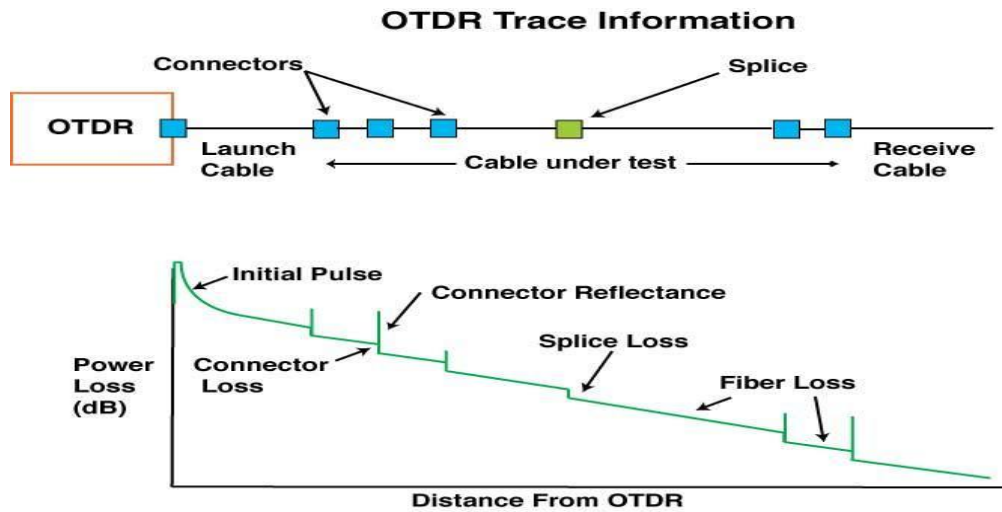 OTDR Trace Information
Connectors
Splice
OTDR
Launch
Cable
Cable under test
Receive
Cable
Initial Pulse
Connector Reflectance
Splice Loss
Connector
Loss
Fiber Loss
Power
Loss
(dB)
Distance From OTDR